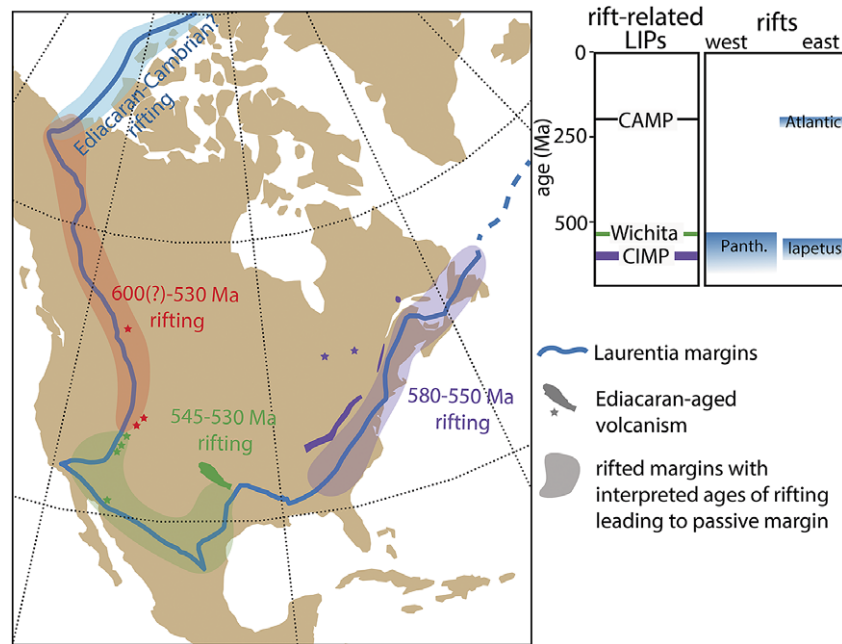 Ediacaran-Cambrian?
rifting
600(?)-530 Ma
rifting
545-530 Ma
rifting
580-550 Ma
rifting
rift-related
LIPs
rifts
west
east
age (Ma)
0
250
500
CAMP
Wichita
CIMP
Atlantic
Panth.
Iapetus
Laurentia margins
Ediacaran-aged
volcanism
rifted margins with
interpreted ages of rifting
leading to passive margin